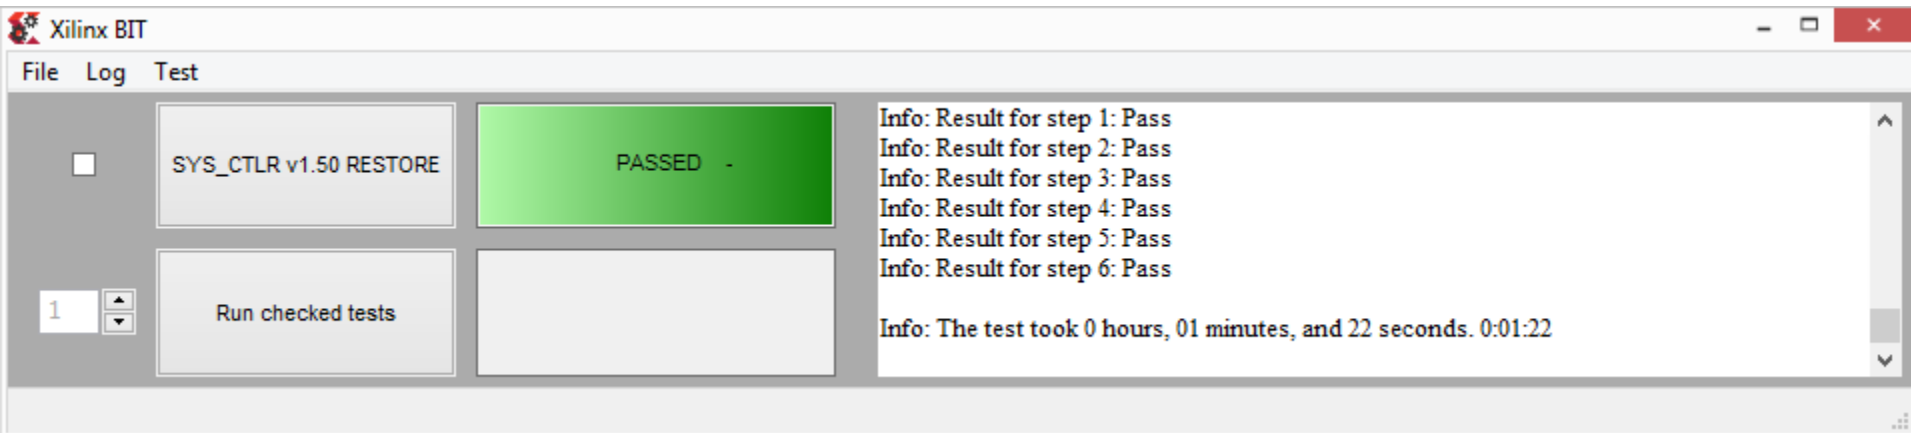 Xilinx BIT
File Log Test
SYS_CTLR v1.50 RESTORE
PASSED -
Run checked tests
1
Info: Result for step 1: Pass
Info: Result for step 2: Pass
Info: Result for step 3: Pass
Info: Result for step 4: Pass
Info: Result for step 5: Pass
Info: Result for step 6: Pass
Info: The test took 0 hours, 01 minutes, and 22 seconds. 0:01:22